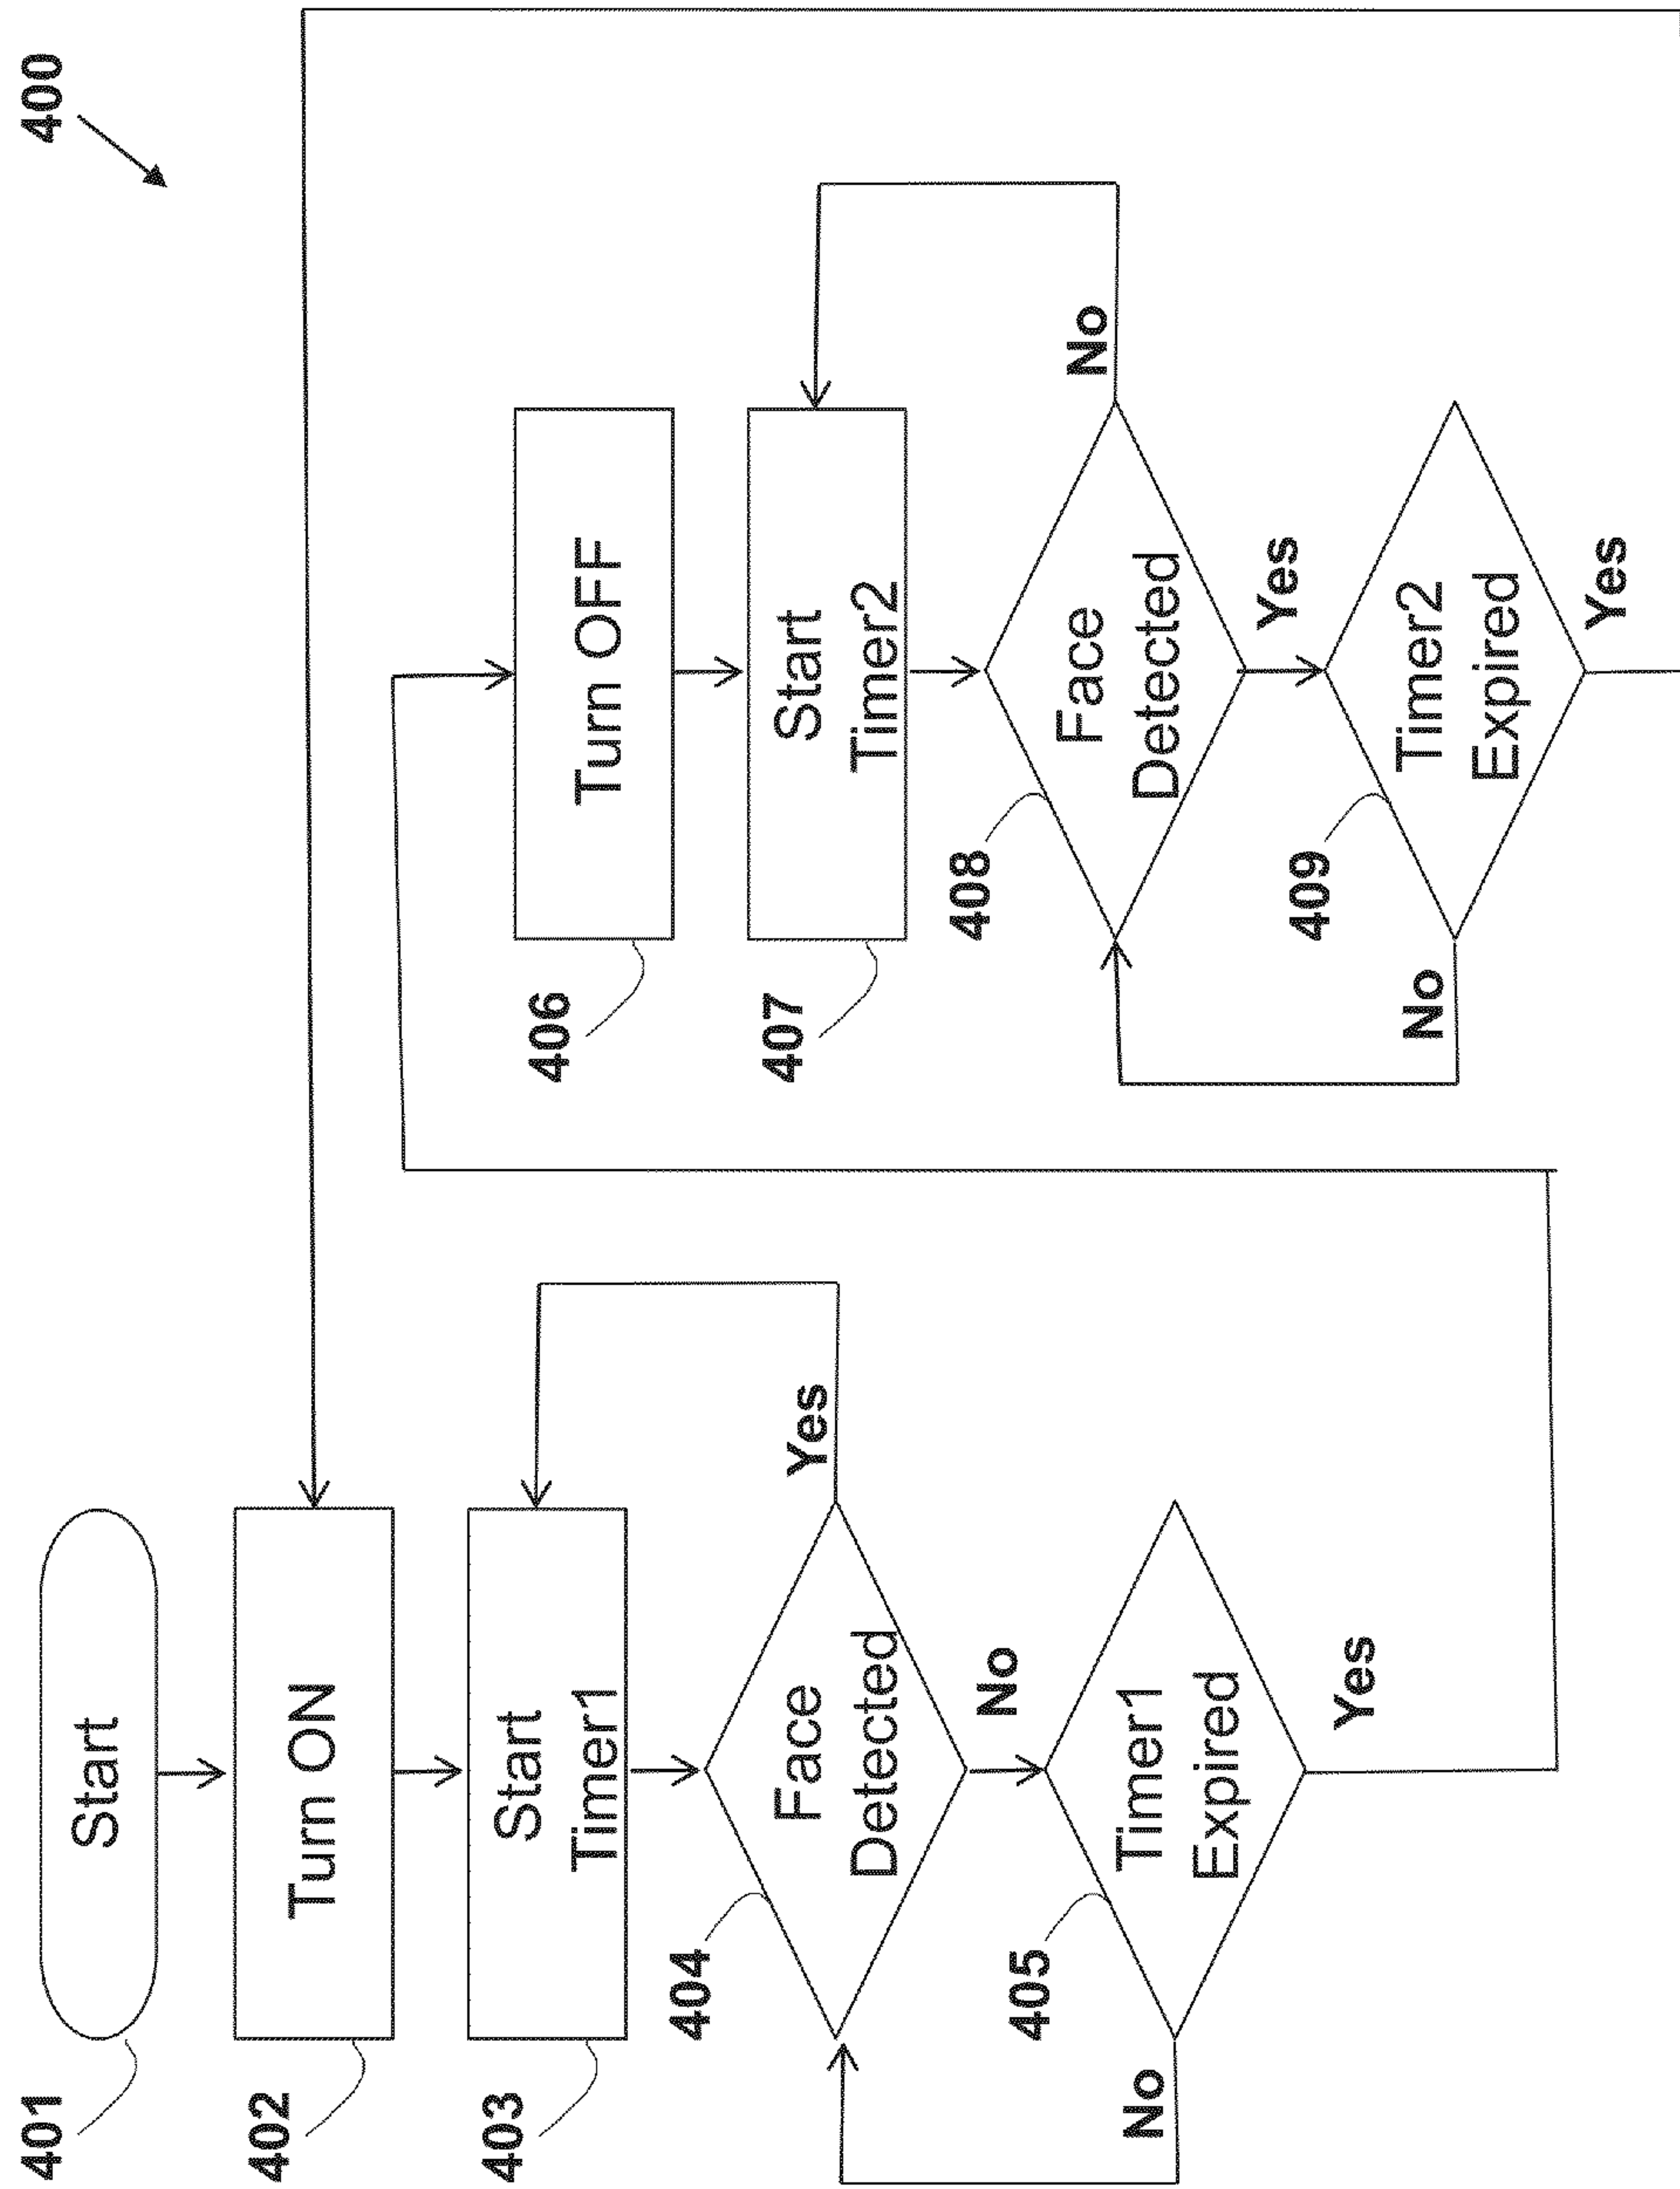 400
401
Start
402
Turn ON
403
Start
Timer1
404
Face
Detected
Yes
No
405
Timer1
Expired
No
Yes
406
Turn OFF
407
Start
Timer2
408
Face
Detected
No
Yes
409
Timer2
Expired
No
Yes